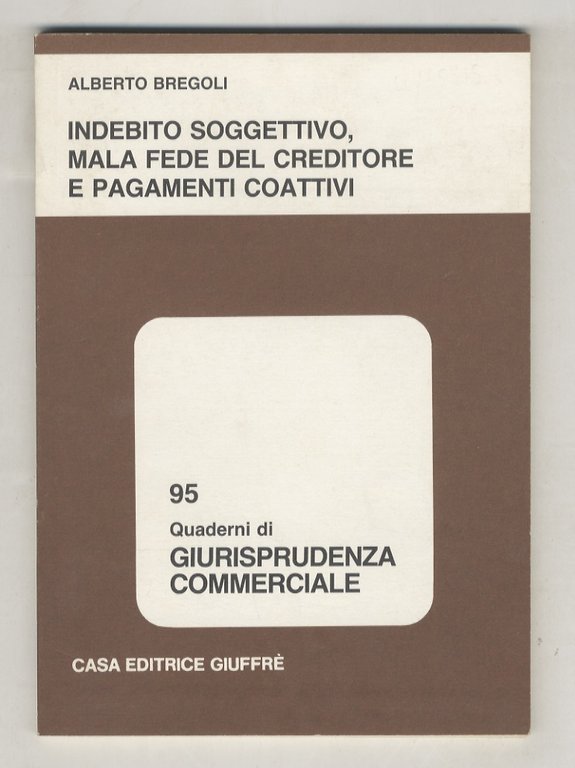 ALBERTO BREGOLI
INDEBITO SOGGETTIVO,
MALA FEDE DEL CREDITORE
E PAGAMENTI COATTIVI
95
Quaderni di
GIURISPRUDENZA
COMMERCIALE
CASA EDITRICE GIUFFRÈ